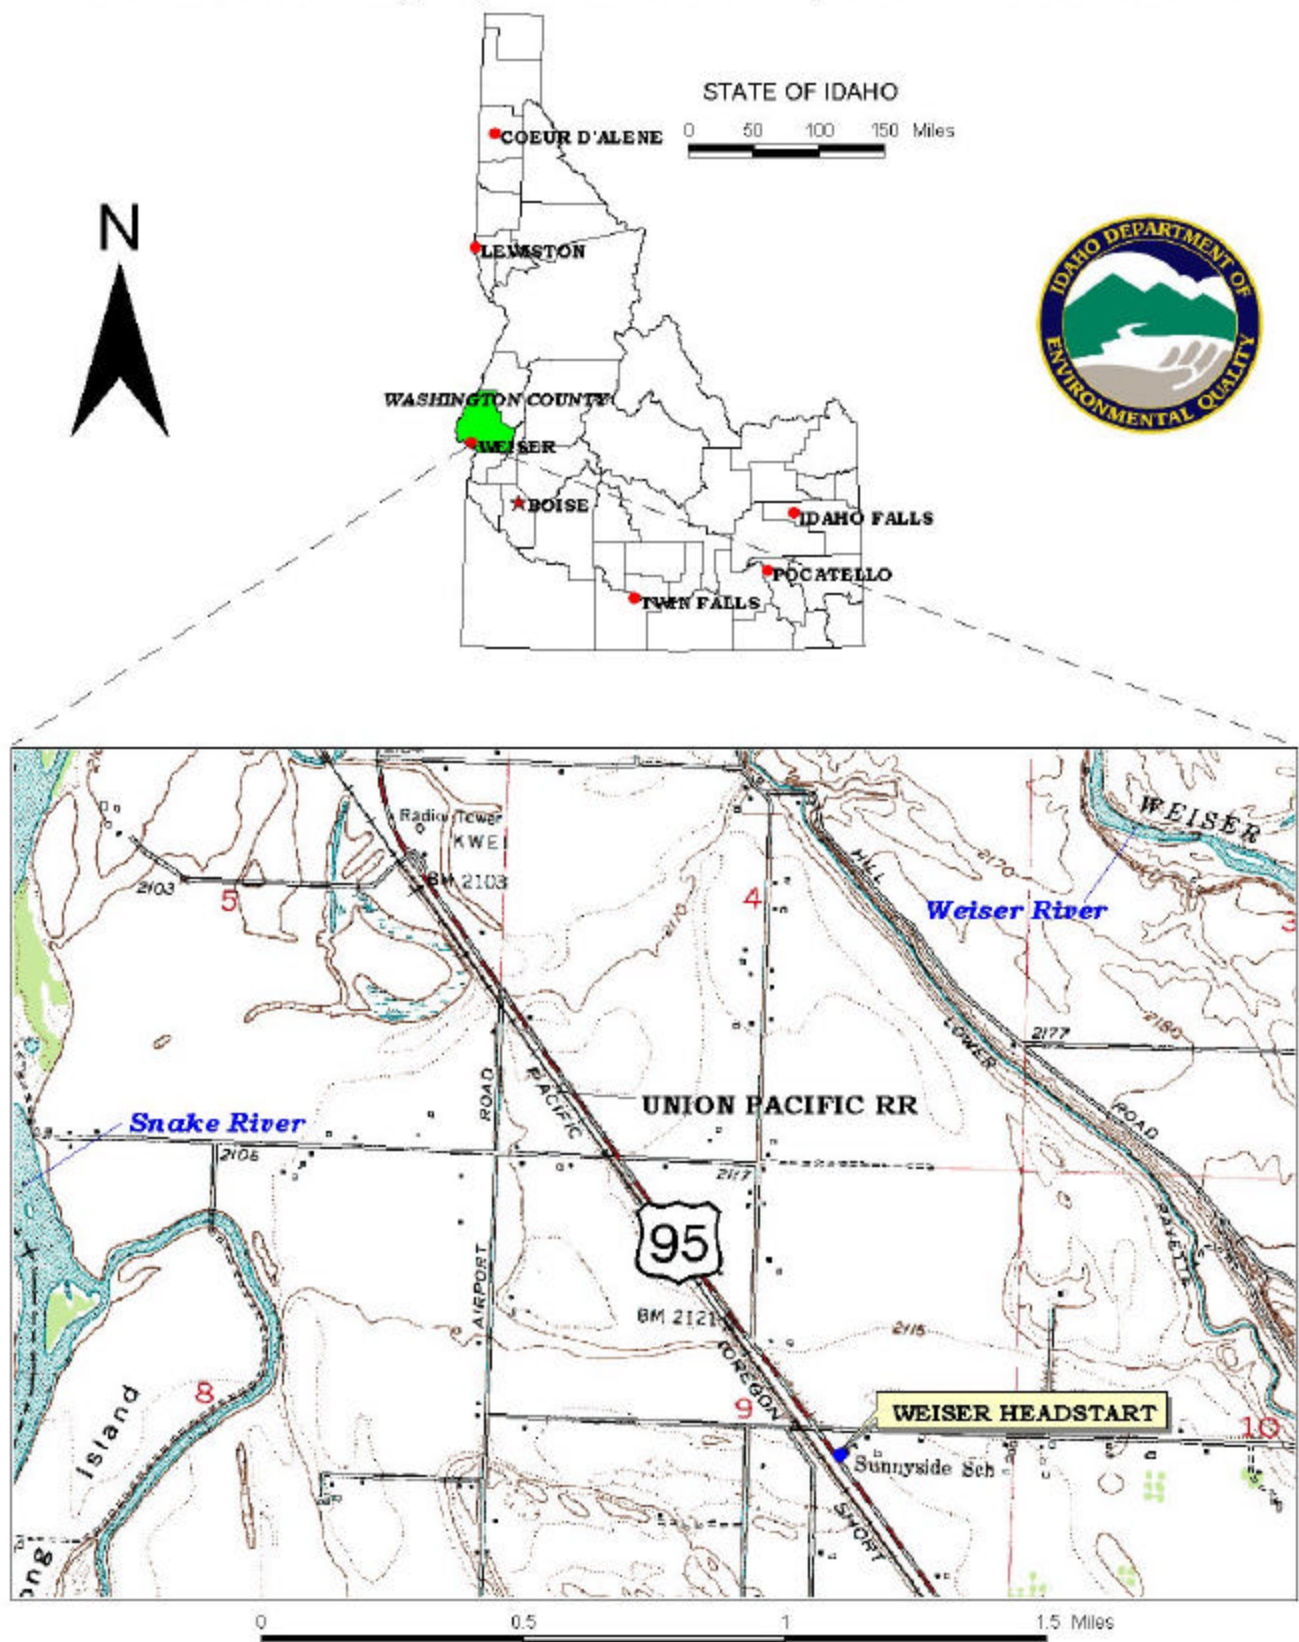 STATE OF IDAHO
0 50 100 150 Miles
COEUR D'ALENE
N
LEWISTON
IDAHO DEPARTMENT OF
ENVIRONMENTAL QUALITY
WASHINGTON COUNTY
WEISER
BOISE
IDAHO FALLS
POCATELLO
TWIN FALLS
Radio Tower
KWEI
BM 2103
2103
5
4
HILL
2170
WEISER
Weiser River
3
2110
LOWER
2177
2180
ROAD
PACIFIC
ROAD
UNION PACIFIC RR
Snake River
2106
2117
PAYETTE
95
AIRPORT
BM 2121
2115
OREGON
8
Island
9
WEISER HEADSTART
10
Sunnyside Sch
SHORT
ong
0 0.5 1 1.5 Miles